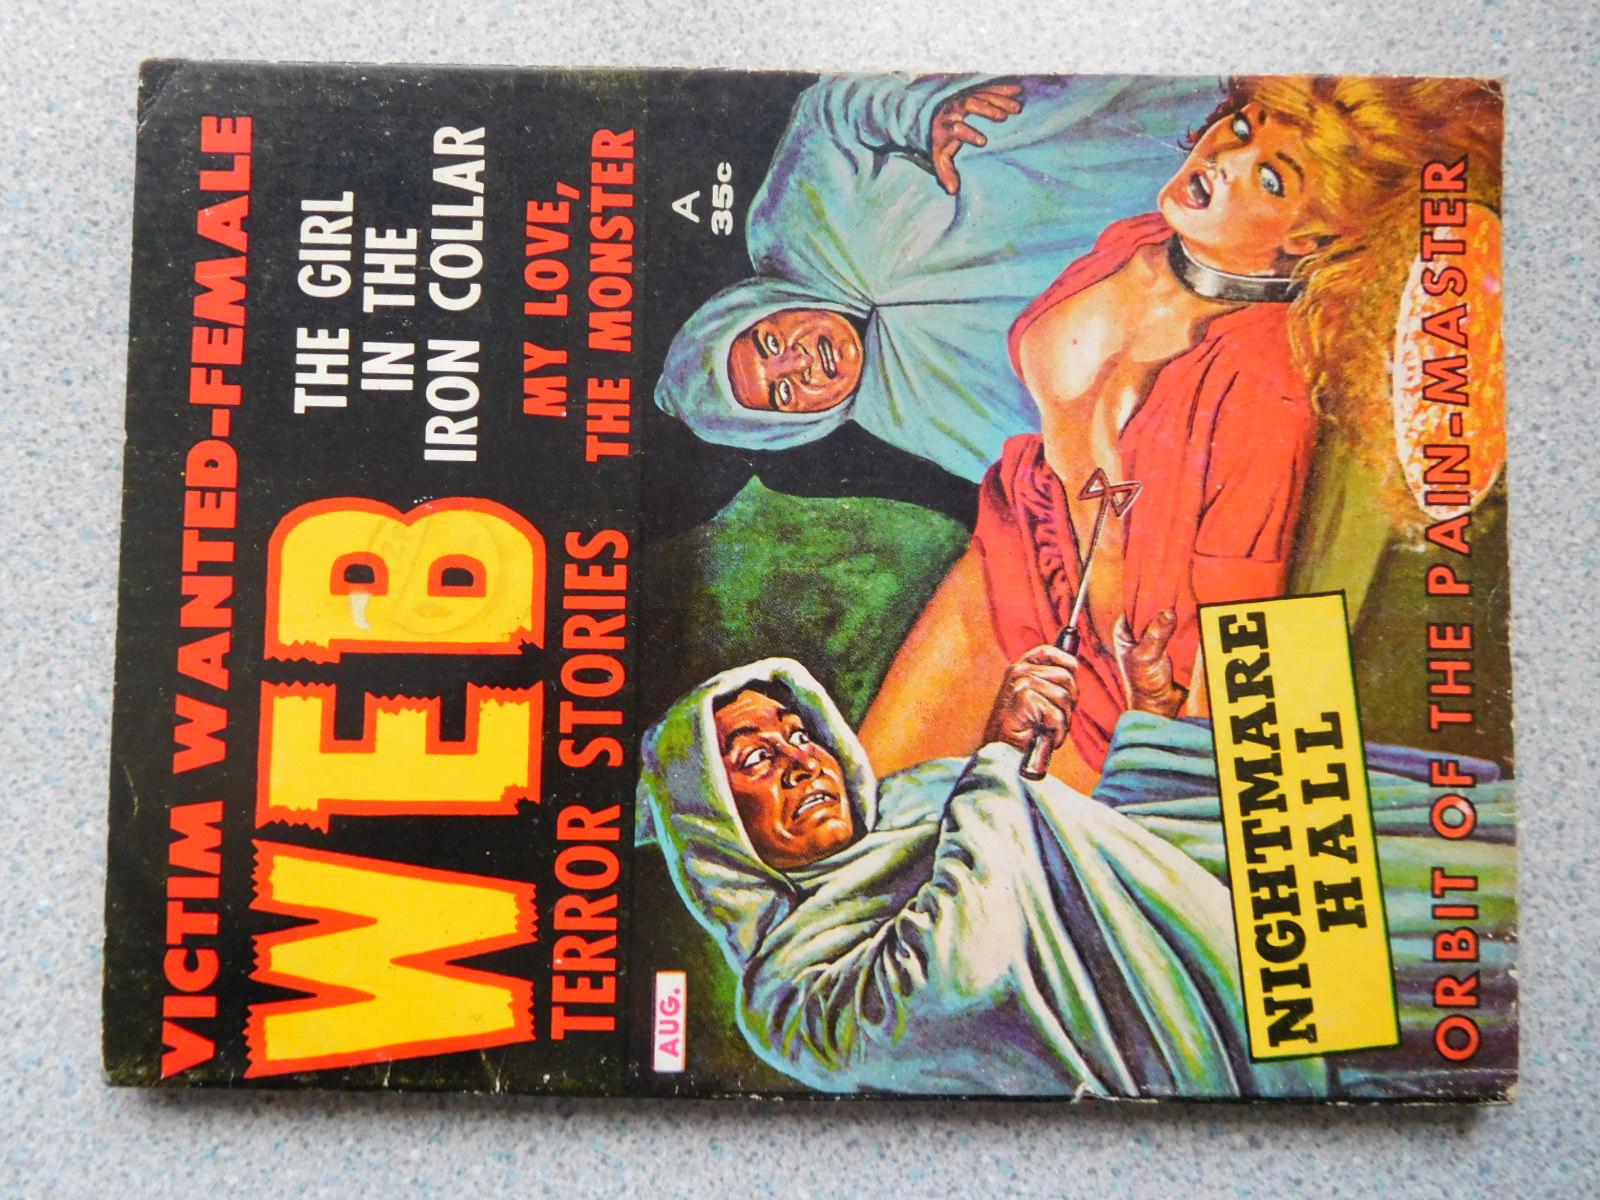 VICTIM WANTED-FEMALE
WEB
TERROR STORIES
THE GIRL
IN THE
IRON COLLAR
MY LOVE,
THE MONSTER
AUG.
A
35c
NIGHTMARE
HALL
ORBIT OF THE PAIN-MASTER